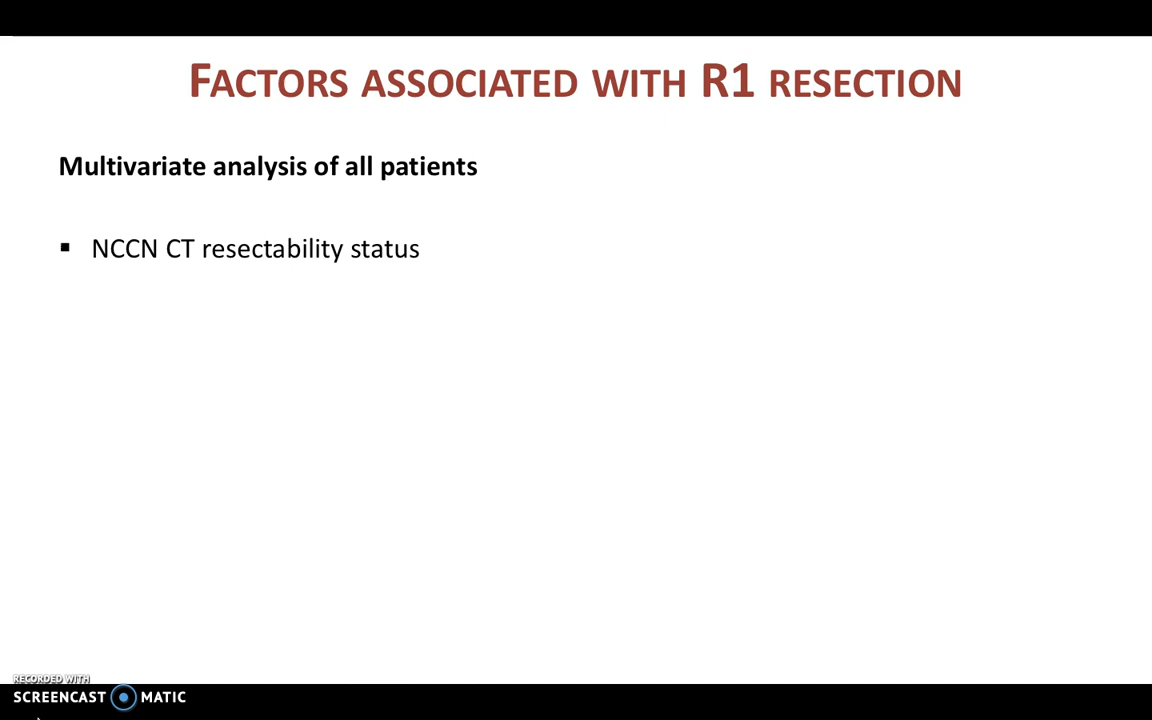 FACTORS ASSOCIATED WITH R1 RESECTION
Multivariate analysis of all patients
▪ NCCN CT resectability status
RECORDED WITH
SCREENCAST MATIC